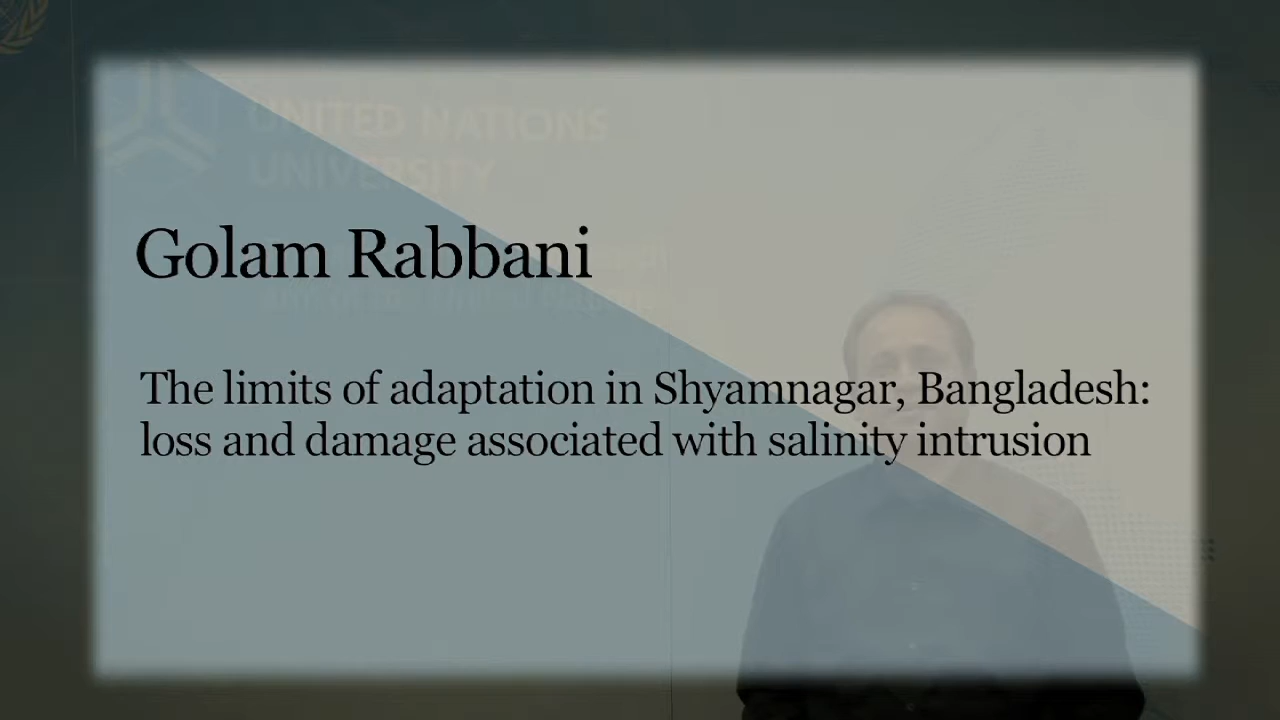 UNITED NATIONS
UNIVERSITY
Golam Rabbani
The limits of adaptation in Shyamnagar, Bangladesh:
loss and damage associated with salinity intrusion